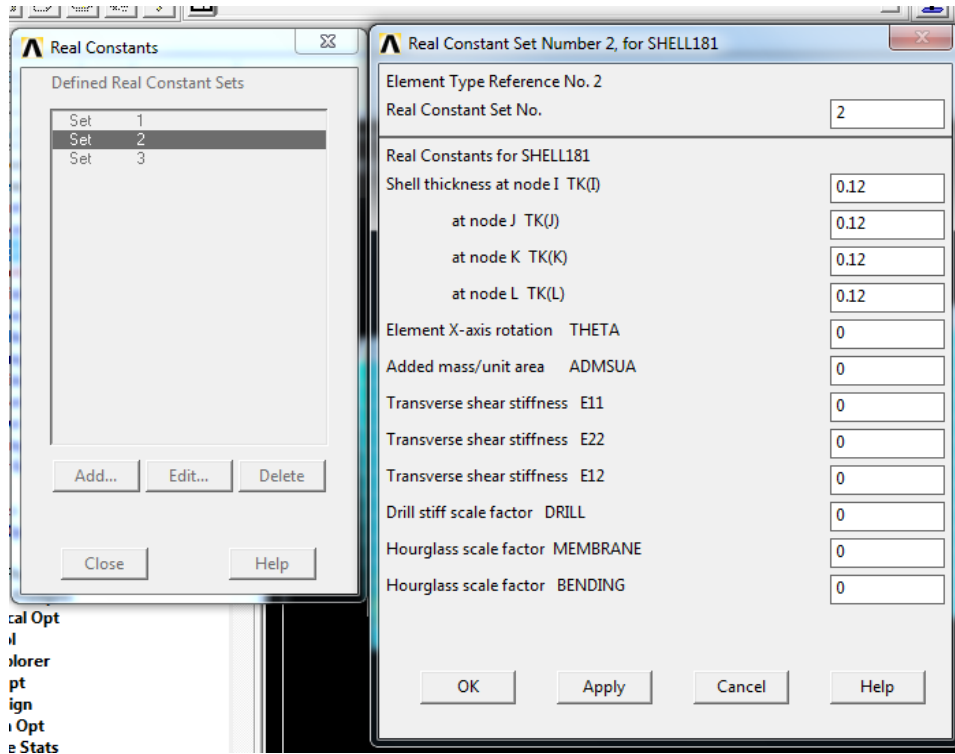 Real Constants
Defined Real Constant Sets
Set 1
Set 2
Set 3
Add... Edit... Delete
Close Help
Real Constant Set Number 2, for SHELL181
Element Type Reference No. 2
Real Constant Set No. 2
Real Constants for SHELL181
Shell thickness at node I TK(I) 0.12
at node J TK(J) 0.12
at node K TK(K) 0.12
at node L TK(L) 0.12
Element X-axis rotation THETA 0
Added mass/unit area ADMSUA 0
Transverse shear stiffness E11 0
Transverse shear stiffness E22 0
Transverse shear stiffness E12 0
Drill stiff scale factor DRILL 0
Hourglass scale factor MEMBRANE 0
Hourglass scale factor BENDING 0
OK Apply Cancel Help
cal Opt
plorer
pt
ign
Opt
e Stats